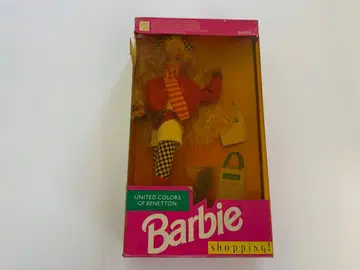 UNITED COLORS
OF BENETTON
Barbie
shopping!